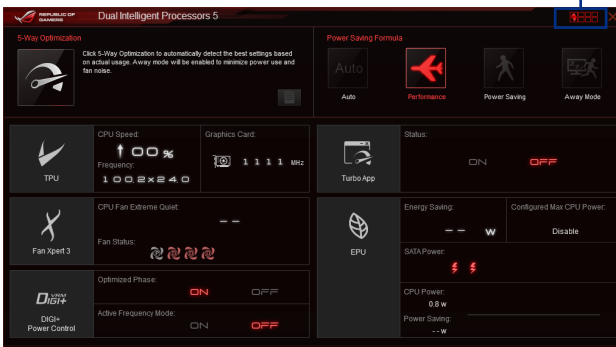 REPUBLIC OF
GAMERS
Dual Intelligent Processors 5
5-Way Optimization
Click 5-Way Optimization to automatically detect the best settings based
on actual usage. Away mode will be enabled to minimize power use and
fan noise.
Power Saving Formula
Auto
Auto
Performance
Power Saving
Away Mode
TPU
CPU Speed:
00 %
Frequency:
100.2x24.0
Graphics Card:
1111 MHz
Turbo App
Status:
ON OFF
Fan Xpert 3
CPU Fan Extreme Quiet:
--
Fan Status:
EPU
Energy Saving:
-- W
Configured Max CPU Power:
Disable
SATA Power:
CPU Power:
0.8 w
Power Saving:
-- w
DIGI+ VRM
DIGI+
Power Control
Optimized Phase:
ON OFF
Active Frequency Mode:
ON OFF